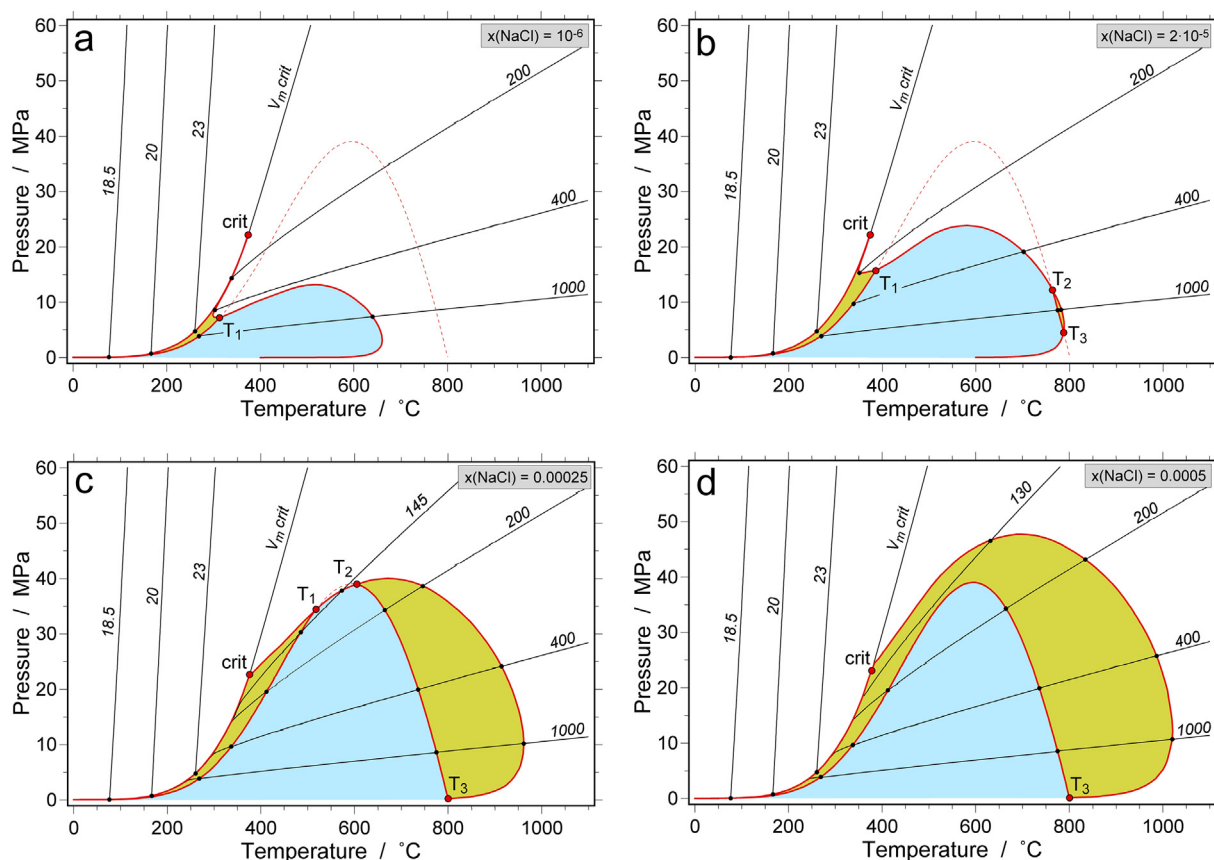 a
x(NaCl) = 10⁻⁶
60
50
40
30
20
10
0
Pressure / MPa
18.5
20
23
Vm crit
200
400
1000
crit
T1
0 200 400 600 800 1000
Temperature / ˚C
b
x(NaCl) = 2·10⁻⁵
60
50
40
30
20
10
0
Pressure / MPa
18.5
20
23
Vm crit
200
400
1000
crit
T1
T2
T3
0 200 400 600 800 1000
Temperature / ˚C
c
x(NaCl) = 0.00025
60
50
40
30
20
10
0
Pressure / MPa
18.5
20
23
Vm crit
145
200
400
1000
crit
T1
T2
T3
0 200 400 600 800 1000
Temperature / ˚C
d
x(NaCl) = 0.0005
60
50
40
30
20
10
0
Pressure / MPa
18.5
20
23
Vm crit
130
200
400
1000
crit
T3
0 200 400 600 800 1000
Temperature / ˚C